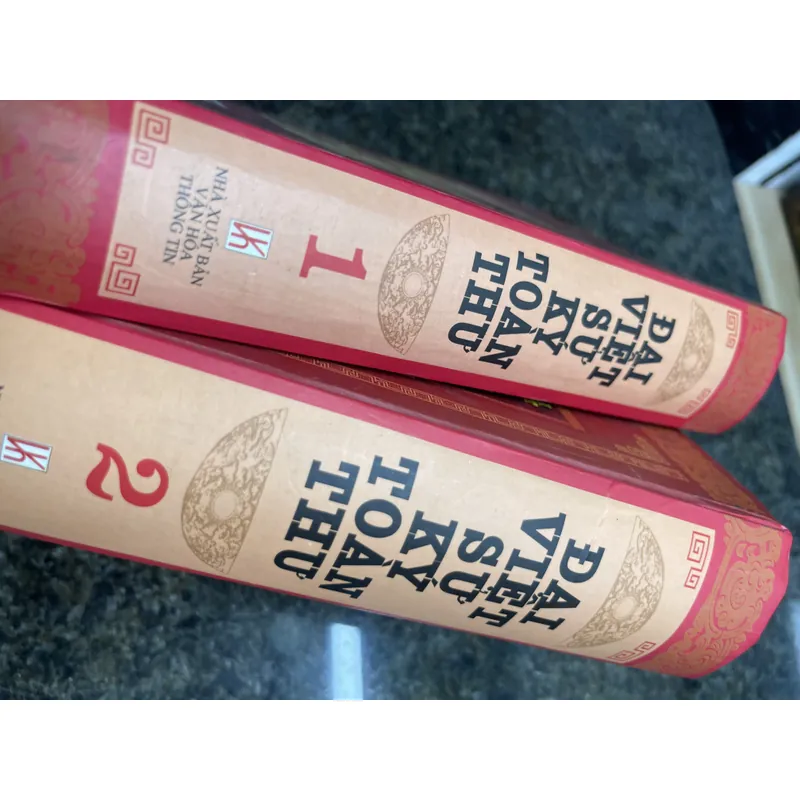 ĐẠI
VIỆT
SỬ
KÝ
TOÀN
THƯ
1
NHÀ XUẤT BẢN
VĂN HÓA
THÔNG TIN
ĐẠI
VIỆT
SỬ
KÝ
TOÀN
THƯ
2